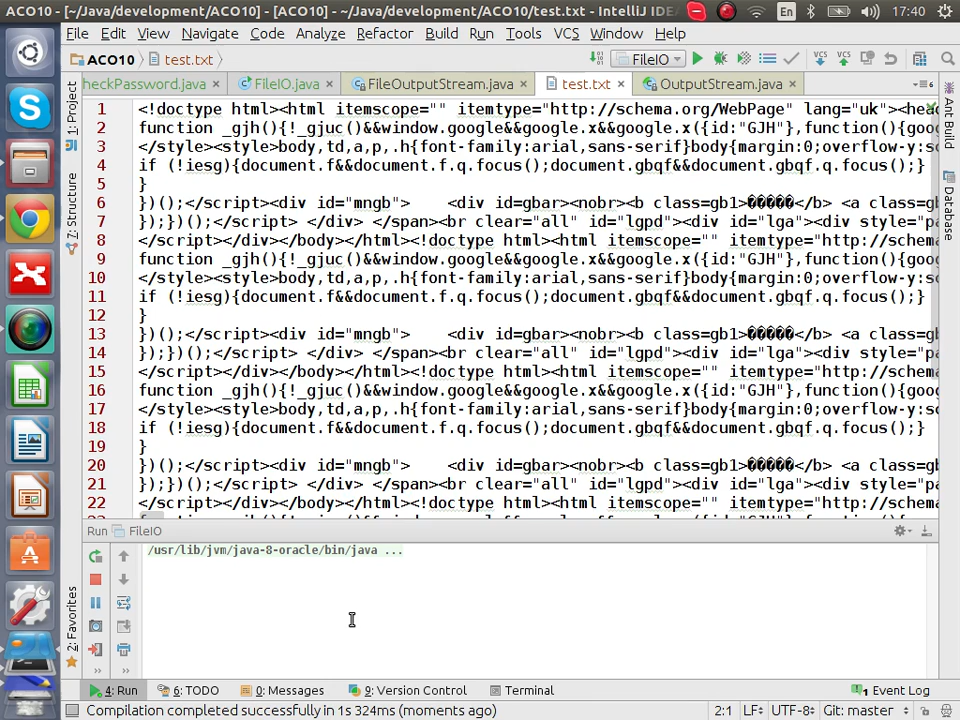 ACO10 - [~/Java/development/ACO10] - [ACO10] - ~/Java/development/ACO10/test.txt - IntelliJ IDEA
En
17:40
File Edit View Navigate Code Analyze Refactor Build Run Tools VCS Window Help
ACO10 test.txt
FileIO
heckPassword.java FileIO.java FileOutputStream.java test.txt OutputStream.java
1: Project
7: Structure
2: Favorites
Ant Build
Database
1 <!doctype html><html itemscope="" itemtype="http://schema.org/WebPage" lang="uk"><head
2 function _gjh(){!_gjuc()&&window.google&&google.x&&google.x({id:"GJH"},function(){goog
3 </style><style>body,td,a,p,.h{font-family:arial,sans-serif}body{margin:0;overflow-y:sc
4 if (!iesg){document.f&&document.f.q.focus();document.gbqf&&document.gbqf.q.focus();}
5 }
6 })();</script><div id="mngb"> <div id=gbar><nobr><b class=gb1>�����</b> <a class=gb
7 });})();</script> </div> </span><br clear="all" id="lgpd"><div id="lga"><div style="pa
8 </script></div></body></html><!doctype html><html itemscope="" itemtype="http://schema
9 function _gjh(){!_gjuc()&&window.google&&google.x&&google.x({id:"GJH"},function(){goog
10 </style><style>body,td,a,p,.h{font-family:arial,sans-serif}body{margin:0;overflow-y:sc
11 if (!iesg){document.f&&document.f.q.focus();document.gbqf&&document.gbqf.q.focus();}
12 }
13 })();</script><div id="mngb"> <div id=gbar><nobr><b class=gb1>�����</b> <a class=gb
14 });})();</script> </div> </span><br clear="all" id="lgpd"><div id="lga"><div style="pa
15 </script></div></body></html><!doctype html><html itemscope="" itemtype="http://schema
16 function _gjh(){!_gjuc()&&window.google&&google.x&&google.x({id:"GJH"},function(){goog
17 </style><style>body,td,a,p,.h{font-family:arial,sans-serif}body{margin:0;overflow-y:sc
18 if (!iesg){document.f&&document.f.q.focus();document.gbqf&&document.gbqf.q.focus();}
19 }
20 })();</script><div id="mngb"> <div id=gbar><nobr><b class=gb1>�����</b> <a class=gb
21 });})();</script> </div> </span><br clear="all" id="lgpd"><div id="lga"><div style="pa
22 </script></div></body></html><!doctype html><html itemscope="" itemtype="http://schema
Run FileIO
/usr/lib/jvm/java-8-oracle/bin/java ...
4: Run 6: TODO 0: Messages 9: Version Control Terminal 1 Event Log
Compilation completed successfully in 1s 324ms (moments ago) 2:1 LF UTF-8 Git: master